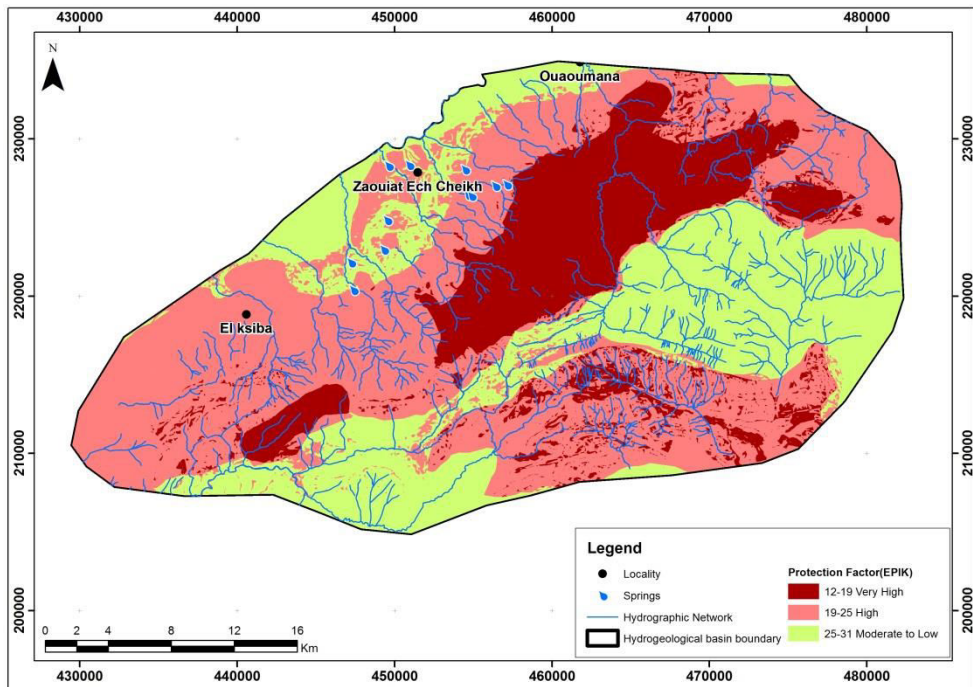 430000 440000 450000 460000 470000 480000
N
Ouaoumana
230000 230000
Zaouiat Ech Cheikh
220000 220000
El ksiba
210000 210000
Legend
Locality
Springs
Hydrographic Network
Hydrogeological basin boundary
Protection Factor(EPIK)
12-19 Very High
19-25 High
25-31 Moderate to Low
200000 200000
0 2 4 8 12 16
Km
430000 440000 450000 460000 470000 480000